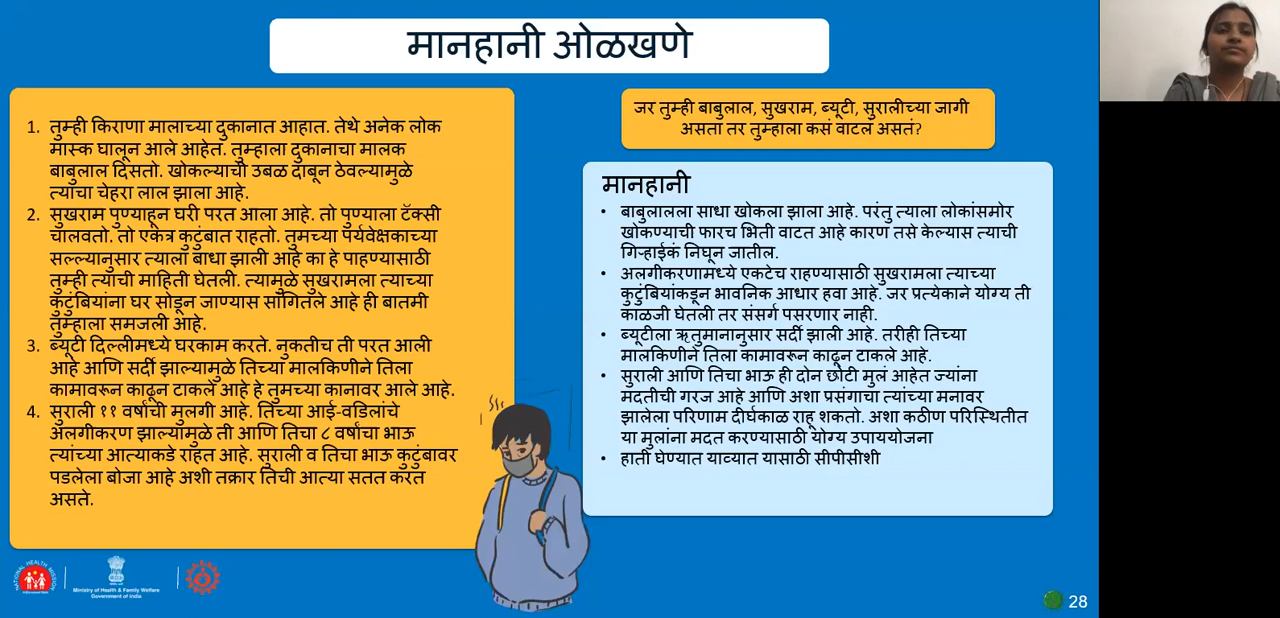 मानहानी ओळखणे
1. तुम्ही किराणा मालाच्या दुकानात आहात. तेथे अनेक लोक
मास्क घालून आले आहेत. तुम्हाला दुकानाचा मालक
बाबुलाल दिसतो. खोकल्याची उबळ दाबून ठेवल्यामुळे
त्याचा चेहरा लाल झाला आहे.
2. सुखराम पुण्याहून घरी परत आला आहे. तो पुण्याला टॅक्सी
चालवतो. तो एकत्र कुटुंबात राहतो. तुमच्या पर्यवेक्षकाच्या
सल्ल्यानुसार त्याला बाधा झाली आहे का हे पाहण्यासाठी
तुम्ही त्याची माहिती घेतली. त्यामुळे सुखरामला त्याच्या
कुटुंबियांना घर सोडून जाण्यास सांगितले आहे ही बातमी
तुम्हाला समजली आहे.
3. ब्यूटी दिल्लीमध्ये घरकाम करते. नुकतीच ती परत आली
आहे आणि सर्दी झाल्यामुळे तिच्या मालकिणीने तिला
कामावरून काढून टाकले आहे हे तुमच्या कानावर आले आहे.
4. सुराली ११ वर्षाची मुलगी आहे. तिच्या आई-वडिलांचे
अलगीकरण झाल्यामुळे ती आणि तिचा ८ वर्षांचा भाऊ
त्यांच्या आत्याकडे राहत आहे. सुराली व तिचा भाऊ कुटुंबावर
पडलेला बोजा आहे अशी तक्रार तिची आत्या सतत करत
असते.
जर तुम्ही बाबुलाल, सुखराम, ब्यूटी, सुरालीच्या जागी
असता तर तुम्हाला कसं वाटल असतं?
मानहानी
• बाबुलालला साधा खोकला झाला आहे. परंतु त्याला लोकांसमोर
खोकण्याची फारच भिती वाटत आहे कारण तसे केल्यास त्याची
गिऱ्हाईकं निघून जातील.
• अलगीकरणामध्ये एकटेच राहण्यासाठी सुखरामला त्याच्या
कुटुंबियांकडून भावनिक आधार हवा आहे. जर प्रत्येकाने योग्य ती
काळजी घेतली तर संसर्ग पसरणार नाही.
• ब्यूटीला ऋतुमानानुसार सर्दी झाली आहे. तरीही तिच्या
मालकिणीने तिला कामावरून काढून टाकले आहे.
• सुराली आणि तिचा भाऊ ही दोन छोटी मुलं आहेत ज्यांना
मदतीची गरज आहे आणि अशा प्रसंगाचा त्यांच्या मनावर
झालेला परिणाम दीर्घकाळ राहू शकतो. अशा कठीण परिस्थितीत
या मुलांना मदत करण्यासाठी योग्य उपाययोजना
• हाती घेण्यात याव्यात यासाठी सीपीसीशी
NATIONAL HEALTH MISSION
Ministry of Health & Family Welfare
Government of India
28